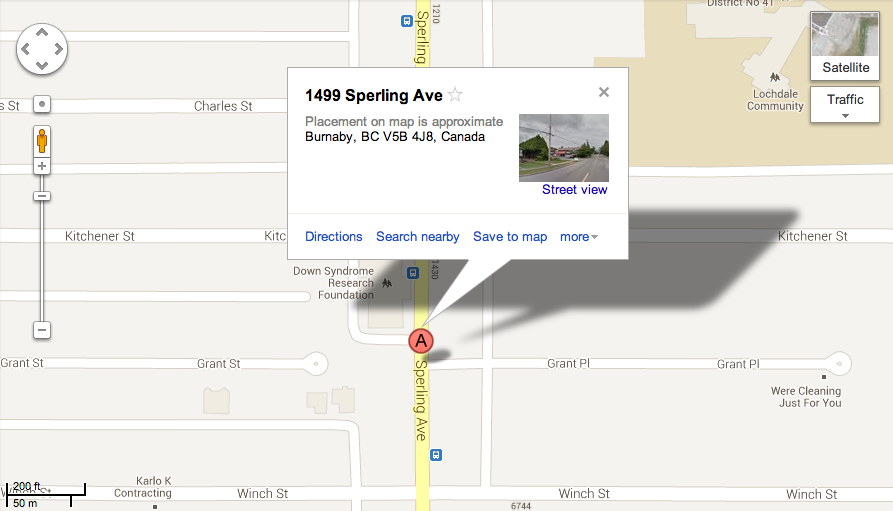 District No 41
1210
Sperling
Satellite
Traffic
Lochdale
Community
s St
Charles St
1499 Sperling Ave
Placement on map is approximate
Burnaby, BC V5B 4J8, Canada
Street view
Directions
Search nearby
Save to map
more
Kitchener St
Kitc
Kitchener St
1430
Down Syndrome
Research
Foundation
A
Grant St
Grant St
Grant Pl
Grant Pl
Sperling Ave
Were Cleaning
Just For You
Karlo K
Contracting
200 ft
50 m
Winch St
Winch St
Winch St
Winch St
6744